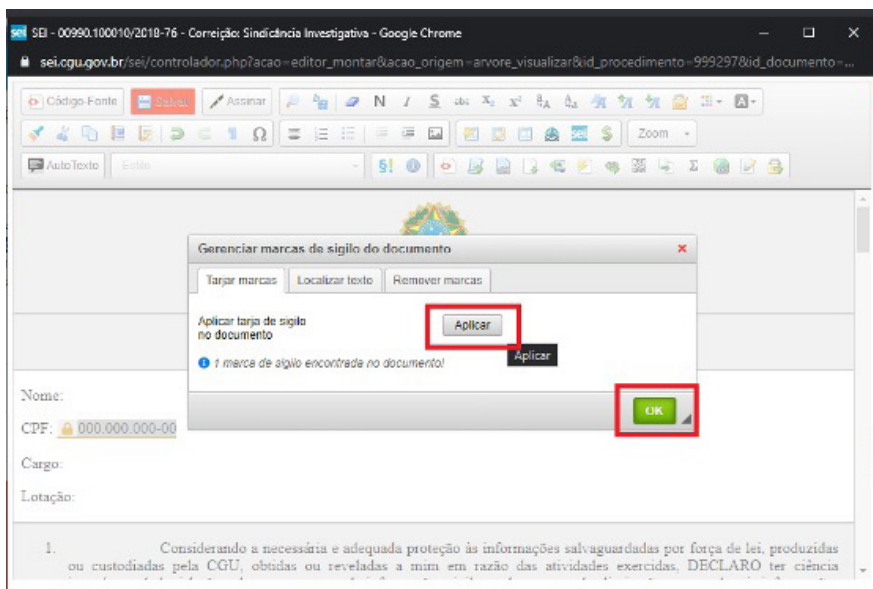 sei SEI - 00990.100010/2018-76 - Correição: Sindicância Investigativa - Google Chrome
sei.cgu.gov.br/sei/controlador.php?acao=editor_montar&acao_origem=arvore_visualizar&id_procedimento=999297&id_documento=...
Código-Fonte Salvar Assinar N I S abc X₂ X² Zoom
AutoTexto Estilo §!
Gerenciar marcas de sigilo do documento
Tarjar marcas Localizar texto Remover marcas
Aplicar tarja de sigilo
no documento
Aplicar
Aplicar
1 marca de sigilo encontrada no documento!
OK
Nome:
CPF: 000.000.000-00
Cargo:
Lotação:
1. Considerando a necessária e adequada proteção às informações salvaguardadas por força de lei, produzidas
ou custodiadas pela CGU, obtidas ou reveladas a mim em razão das atividades exercidas, DECLARO ter ciência